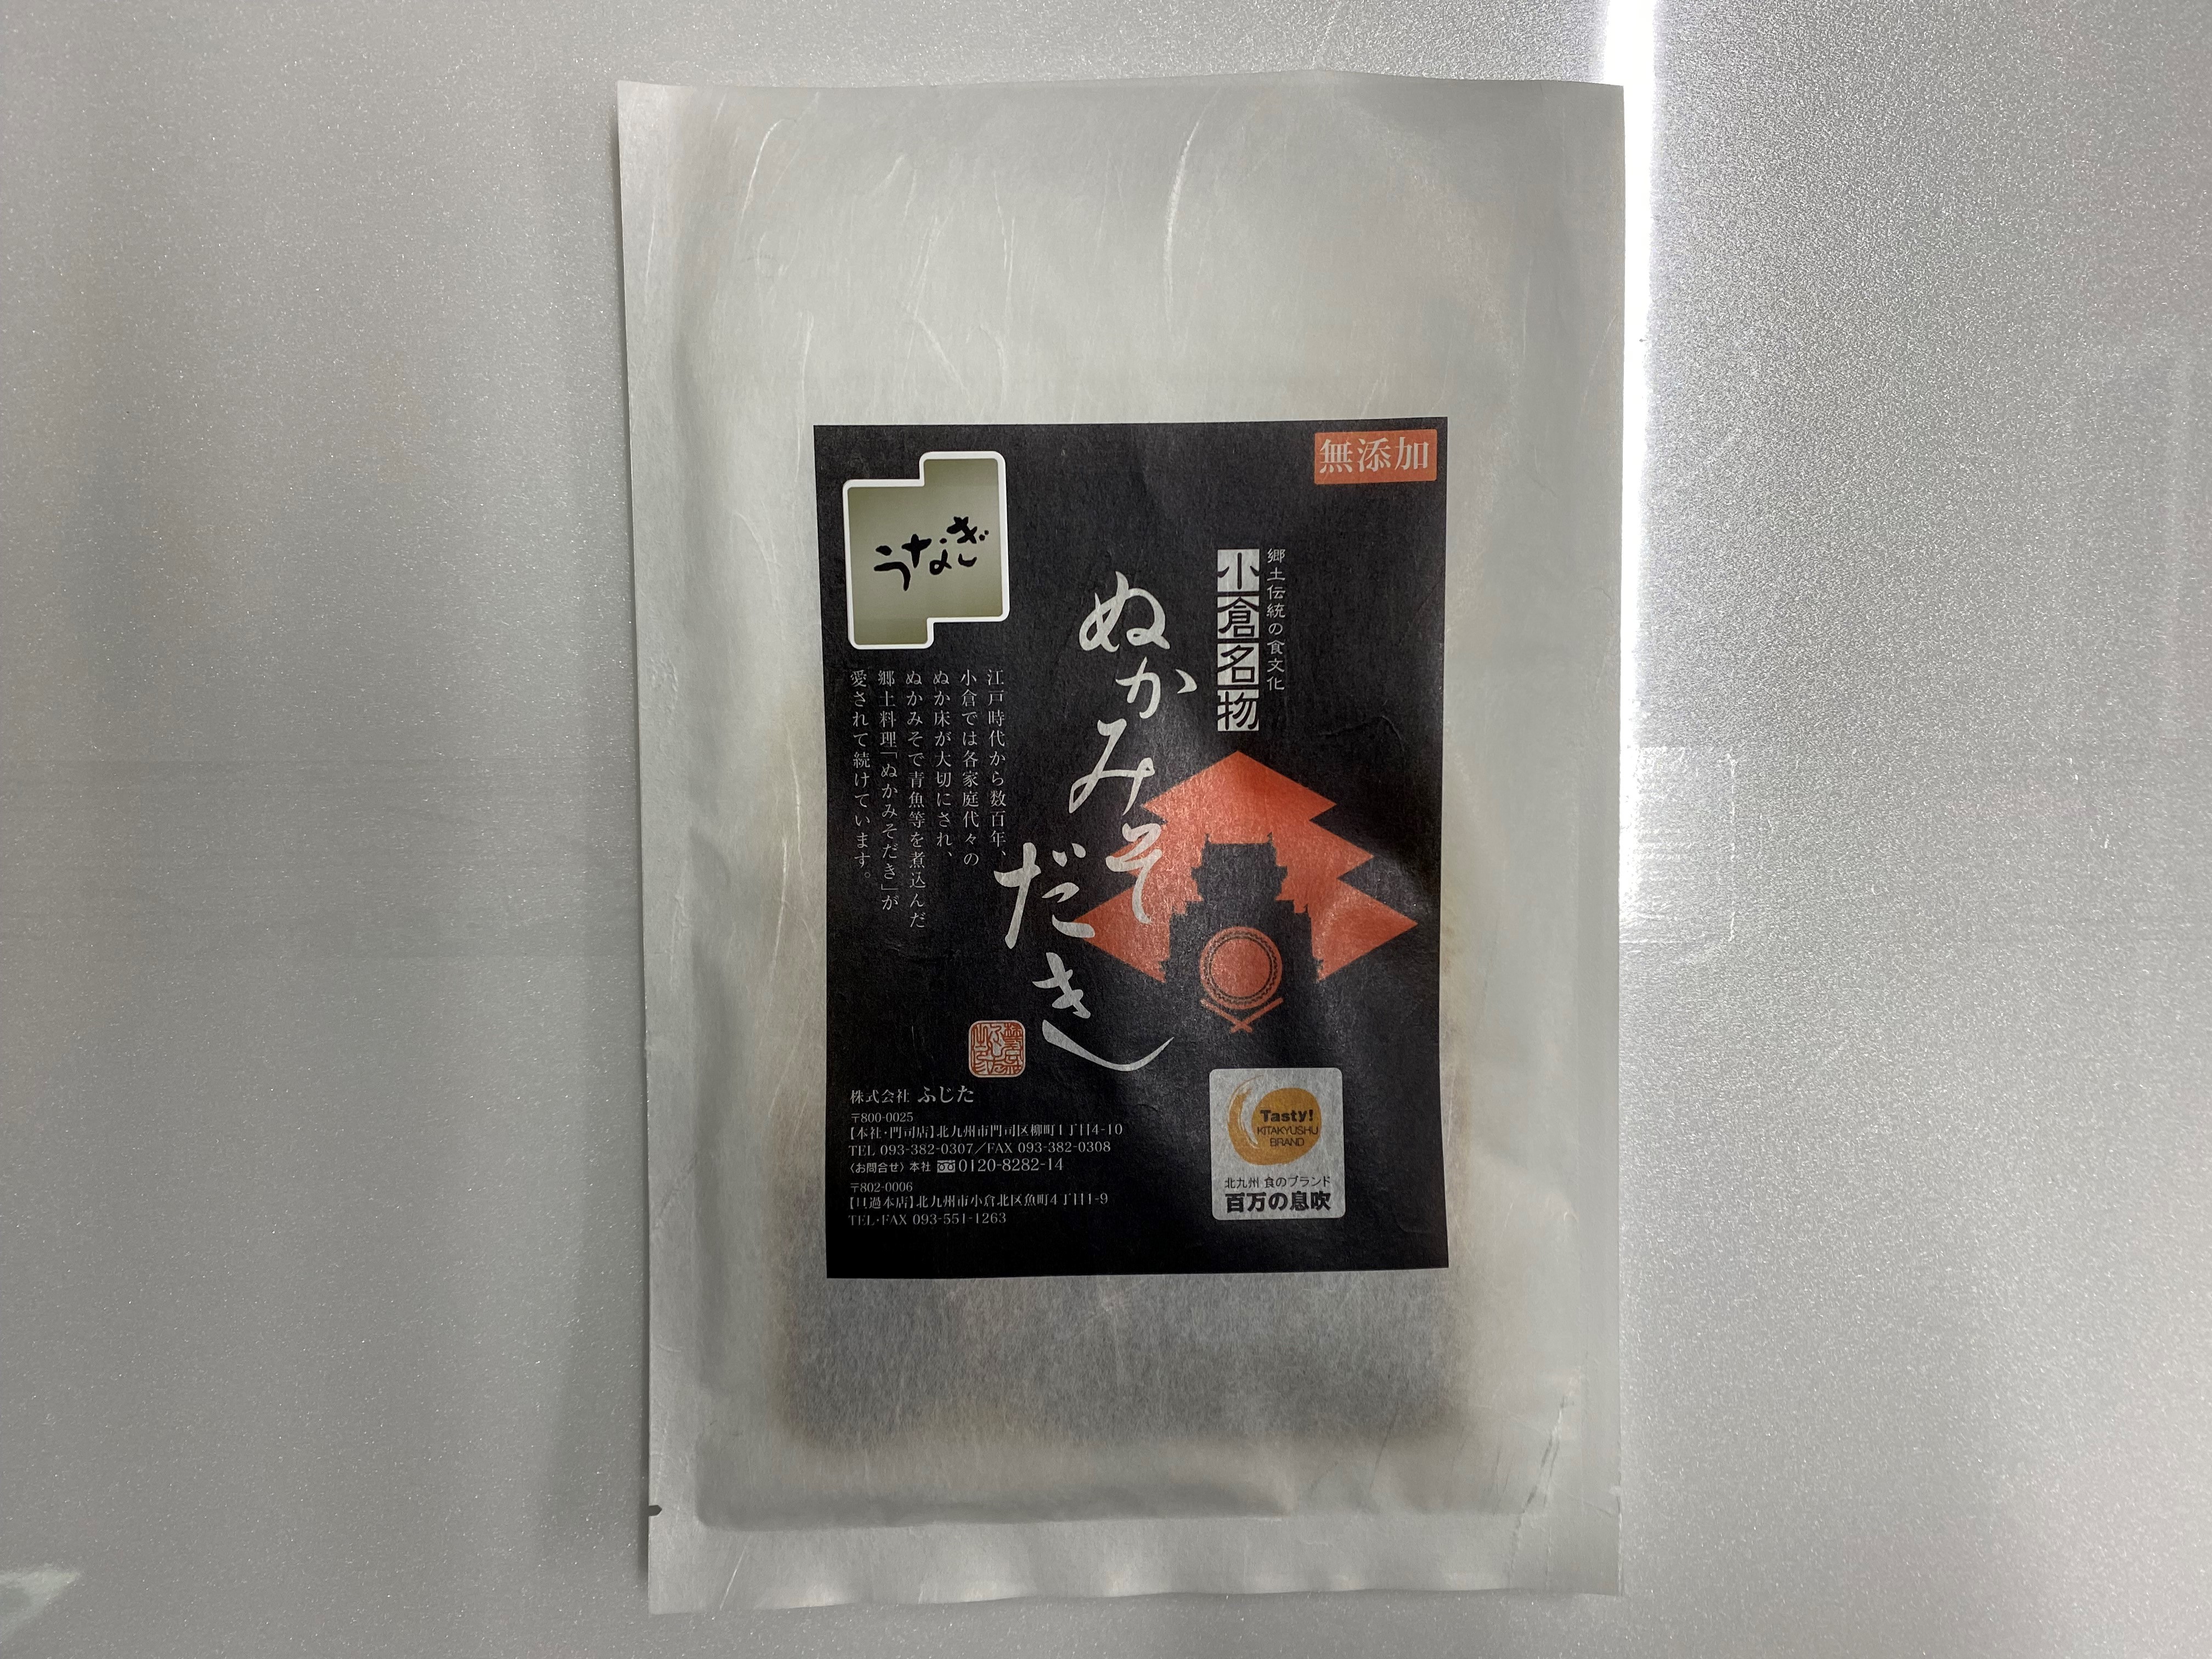 無添加
うなぎ
郷土伝統の食文化
小倉名物
ぬかみそ
だき
江戸時代から数百年、
小倉では各家庭代々の
ぬか床が大切にされ、
ぬかみそで青魚等を煮込んだ
郷土料理「ぬかみそだき」が
愛されて続けています。
株式会社 ふじた
〒800-0025
【本社・門司店】北九州市門司区柳町1丁目4-10
TEL 093-382-0307／FAX 093-382-0308
〈お問合せ〉本社 0120-8282-14
〒802-0006
【旦過本店】北九州市小倉北区魚町4丁目1-9
TEL・FAX 093-551-1263
Tasty!
KITAKYUSHU
BRAND
北九州 食のブランド
百万の息吹